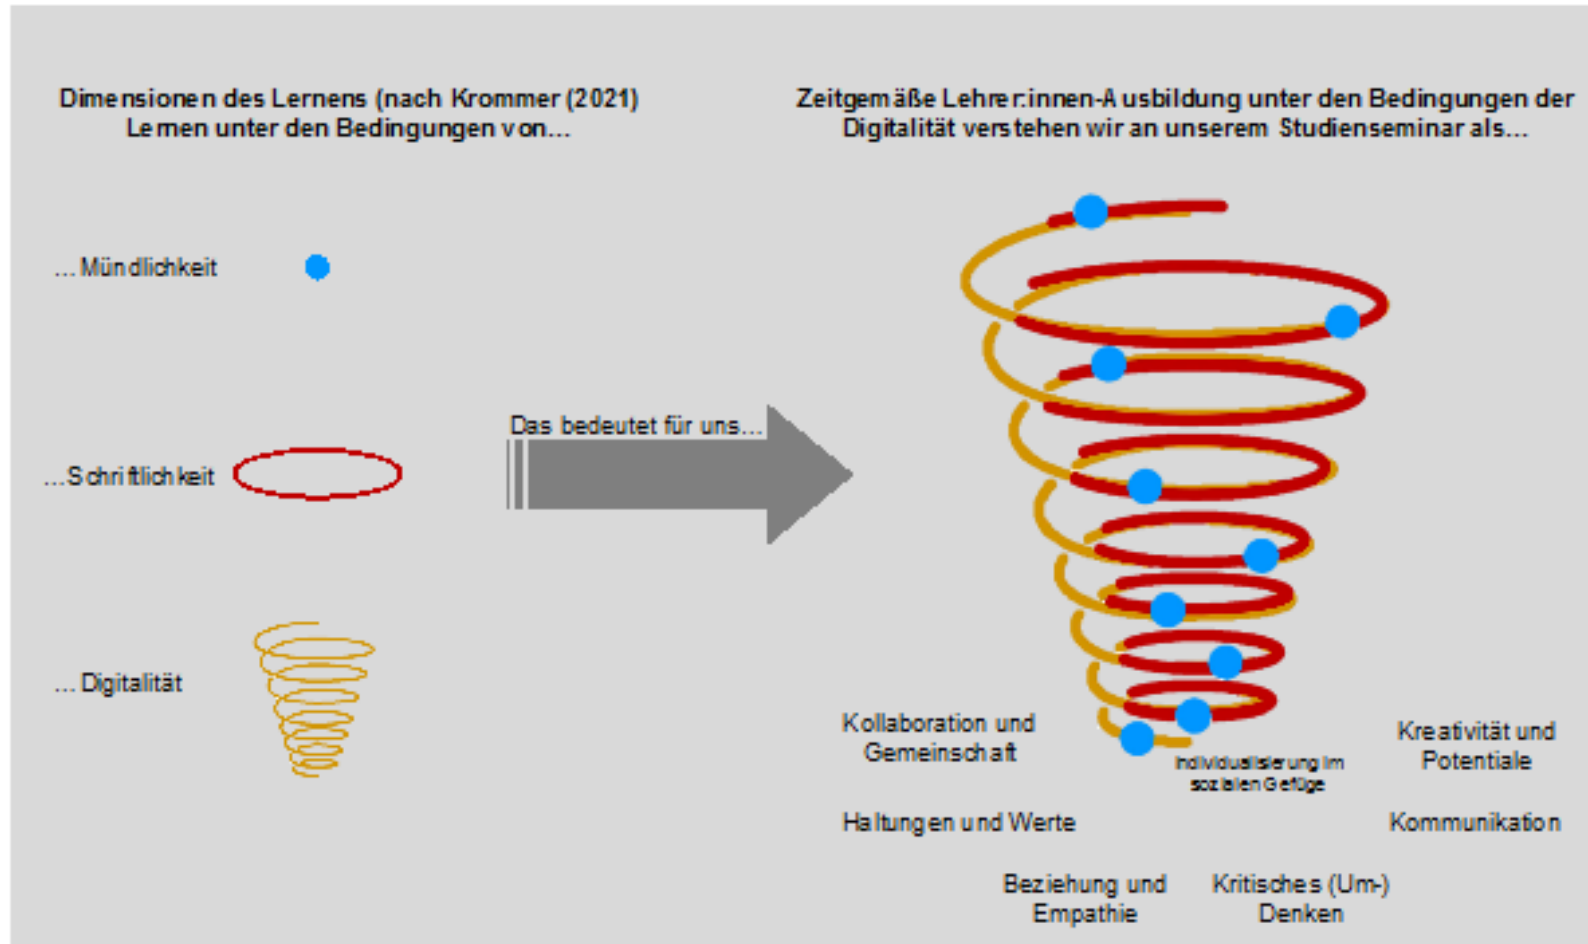 Dimensionen des Lernens (nach Krommer (2021)
Lernen unter den Bedingungen von...
... Mündlichkeit
...Schriftlichkeit
... Digitalität
Das bedeutet für uns...
Zeitgemäße Lehrer:innen-Ausbildung unter den Bedingungen der
Digitalität verstehen wir an unserem Studienseminar als...
Kollaboration und
Gemeinschaft
Individualisierung im
sozialen Gefüge
Kreativität und
Potentiale
Haltungen und Werte
Kommunikation
Beziehung und
Empathie
Kritisches (Um-)
Denken